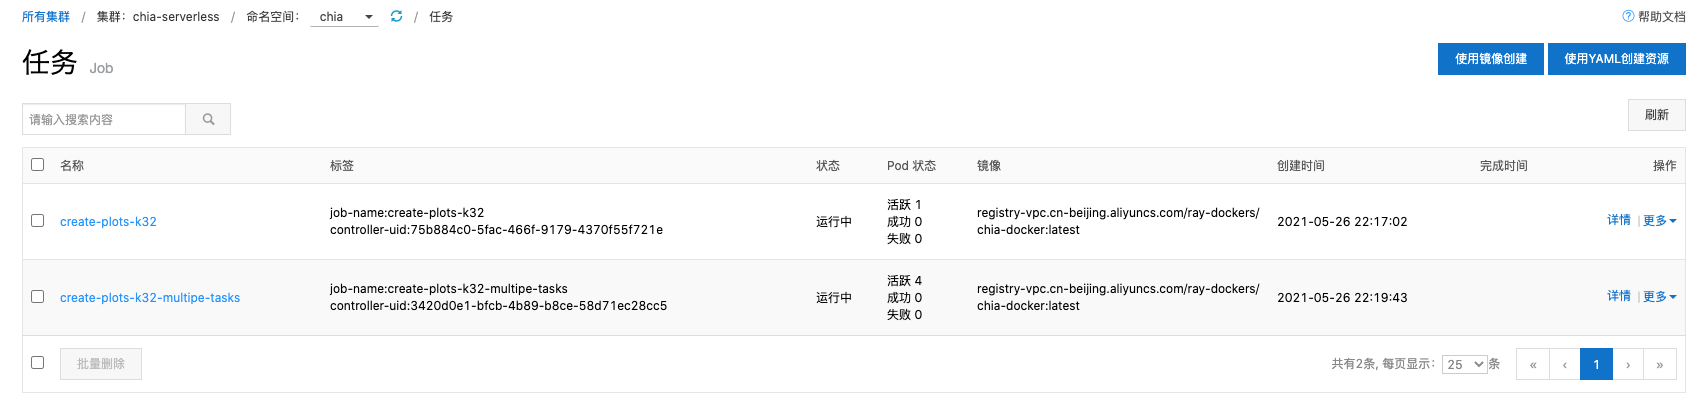 所有集群 / 集群：chia-serverless / 命名空间： chia / 任务
帮助文档
任务 Job
使用镜像创建 使用YAML创建资源
请输入搜索内容
刷新
名称 标签 状态 Pod 状态 镜像 创建时间 完成时间 操作
create-plots-k32
job-name:create-plots-k32
controller-uid:75b884c0-5fac-466f-9179-4370f55f721e
运行中
活跃 1
成功 0
失败 0
registry-vpc.cn-beijing.aliyuncs.com/ray-dockers/
chia-docker:latest
2021-05-26 22:17:02
详情 | 更多
create-plots-k32-multipe-tasks
job-name:create-plots-k32-multipe-tasks
controller-uid:3420d0e1-bfcb-4b89-b8ce-58d71ec28cc5
运行中
活跃 4
成功 0
失败 0
registry-vpc.cn-beijing.aliyuncs.com/ray-dockers/
chia-docker:latest
2021-05-26 22:19:43
详情 | 更多
批量删除
共有2条, 每页显示： 25 条 « ‹ 1 › »